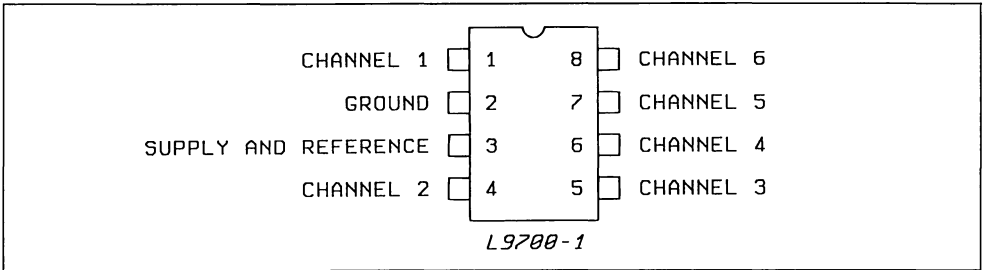 CHANNEL 1 1 8 CHANNEL 6
GROUND 2 7 CHANNEL 5
SUPPLY AND REFERENCE 3 6 CHANNEL 4
CHANNEL 2 4 5 CHANNEL 3
L9700-1